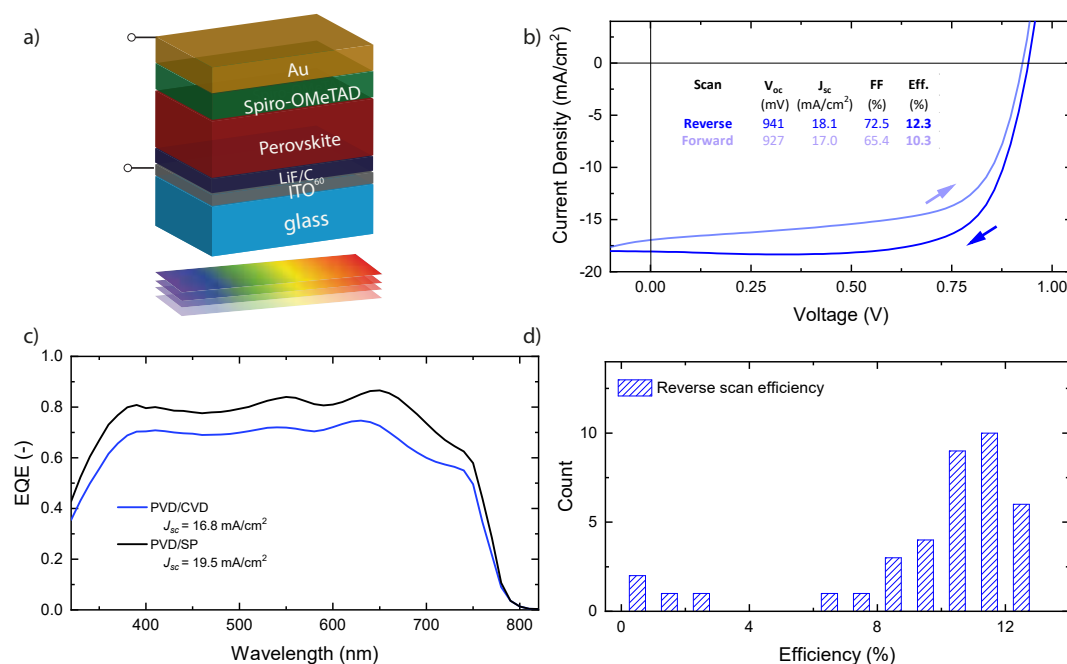 a)
Au
Spiro-OMeTAD
Perovskite
LiF/C60
ITO
glass
b)
Current Density (mA/cm²)
0
-5
-10
-15
-20
Scan Voc Jsc FF Eff.
(mV) (mA/cm²) (%) (%)
Reverse 941 18.1 72.5 12.3
Forward 927 17.0 65.4 10.3
0.00 0.25 0.50 0.75 1.00
Voltage (V)
c)
EQE (-)
1.0
0.8
0.6
0.4
0.2
0.0
PVD/CVD
Jsc = 16.8 mA/cm²
PVD/SP
Jsc = 19.5 mA/cm²
400 500 600 700 800
Wavelength (nm)
d)
Count
10
5
0
Reverse scan efficiency
0 4 8 12
Efficiency (%)